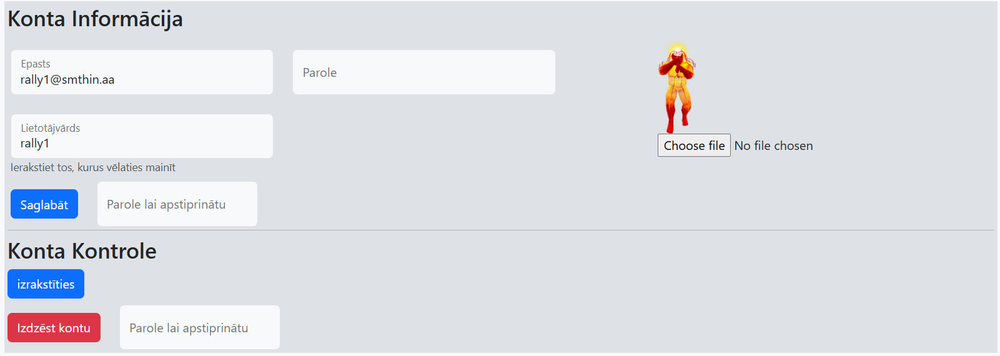 Konta Informācija
Epasts
rally1@smthin.aa
Parole
Lietotājvārds
rally1
Choose file No file chosen
Ierakstiet tos, kurus vēlaties mainīt
Saglabāt
Parole lai apstiprinātu
Konta Kontrole
izrakstīties
Izdzēst kontu
Parole lai apstiprinātu